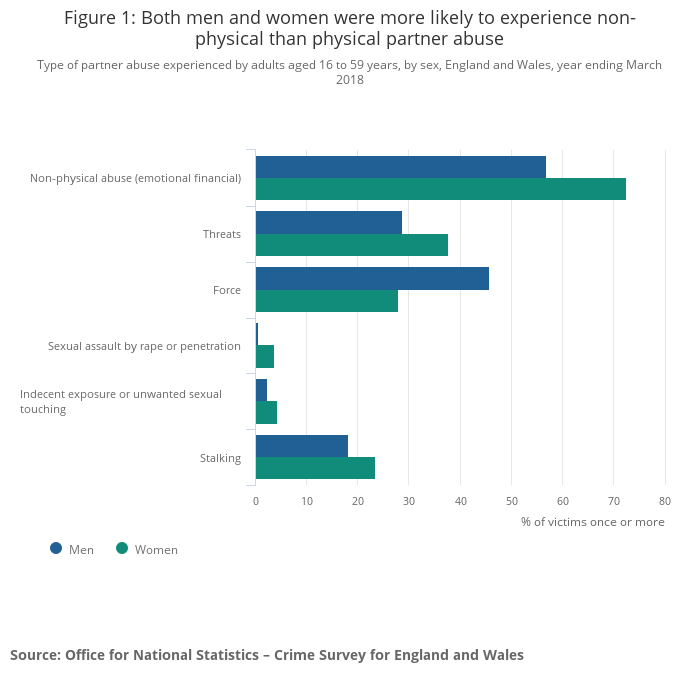 Figure 1: Both men and women were more likely to experience non-
physical than physical partner abuse
Type of partner abuse experienced by adults aged 16 to 59 years, by sex, England and Wales, year ending March
2018
Non-physical abuse (emotional financial)
Threats
Force
Sexual assault by rape or penetration
Indecent exposure or unwanted sexual
touching
Stalking
0 10 20 30 40 50 60 70 80
% of victims once or more
Men Women
Source: Office for National Statistics – Crime Survey for England and Wales